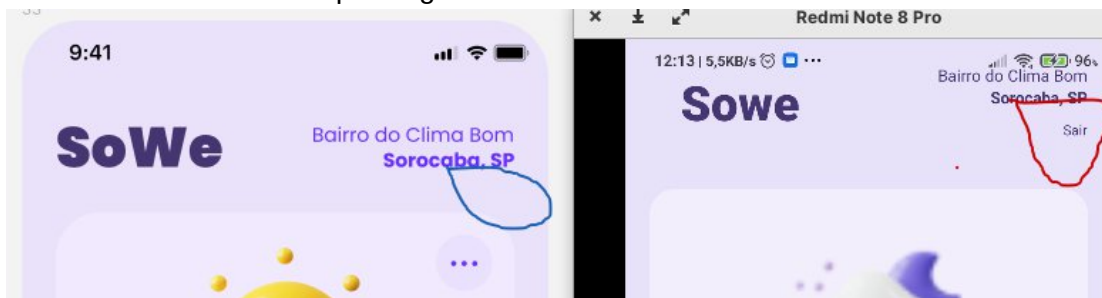 Redmi Note 8 Pro
9:41
SoWe
Bairro do Clima Bom
Sorocaba, SP
12:13 | 5,5KB/s
96%
Sowe
Bairro do Clima Bom
Sorocaba, SP
Sair